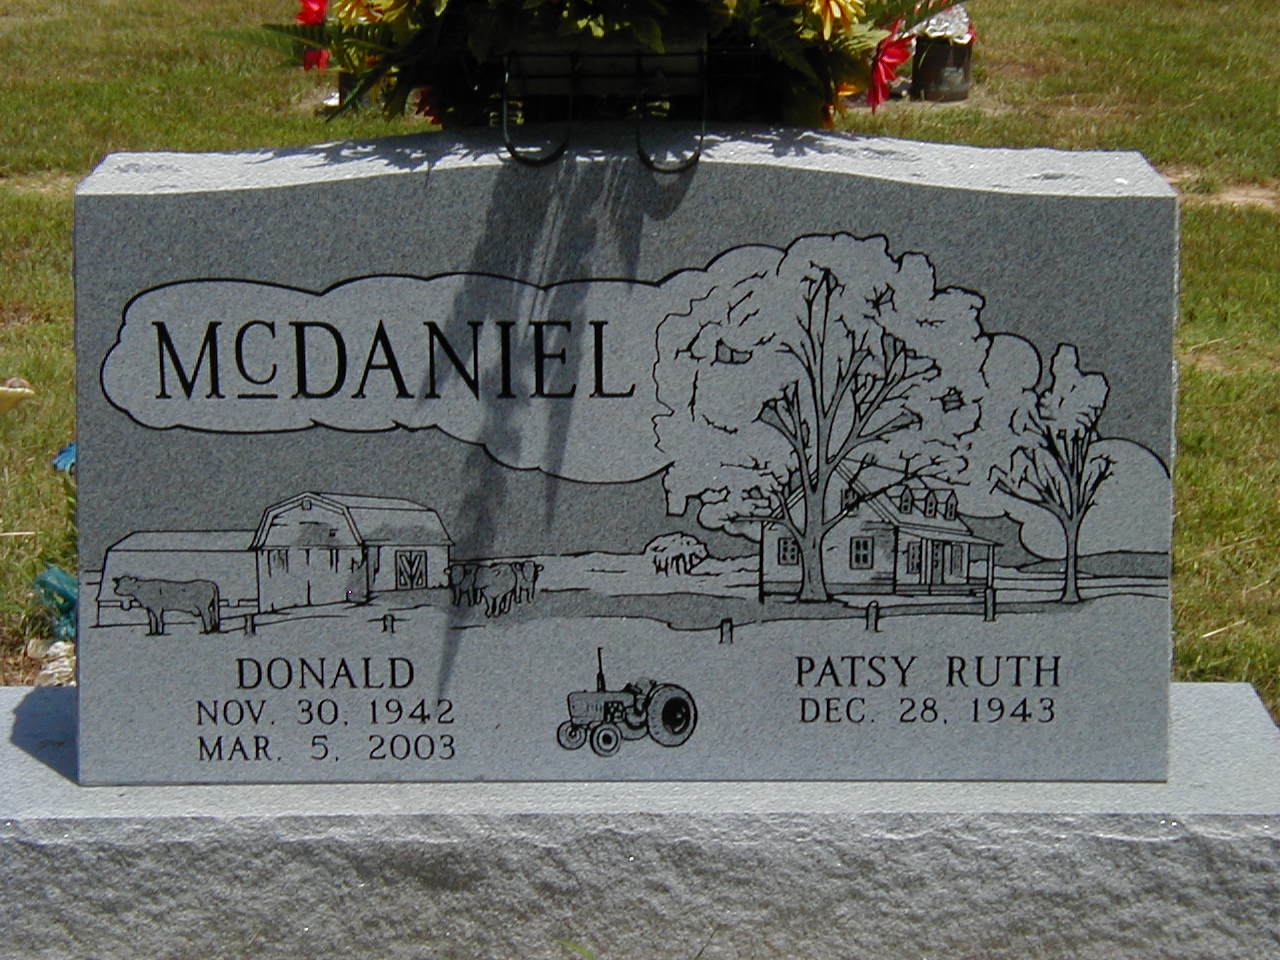 McDANIEL
DONALD
NOV. 30, 1942
MAR. 5, 2003
PATSY RUTH
DEC. 28, 1943